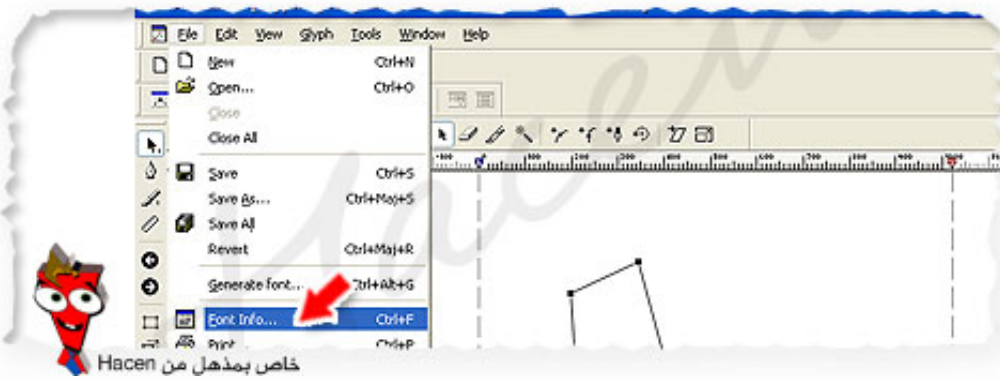 File Edit View Glyph Tools Window Help
New Ctrl+N
Open... Ctrl+O
Close
Close All
Save Ctrl+S
Save As... Ctrl+Maj+S
Save All
Revert Ctrl+Maj+R
Generate font... Ctrl+Alt+G
Font Info... Ctrl+F
Print Ctrl+P
Hacen
خاص بمذهل من Hacen